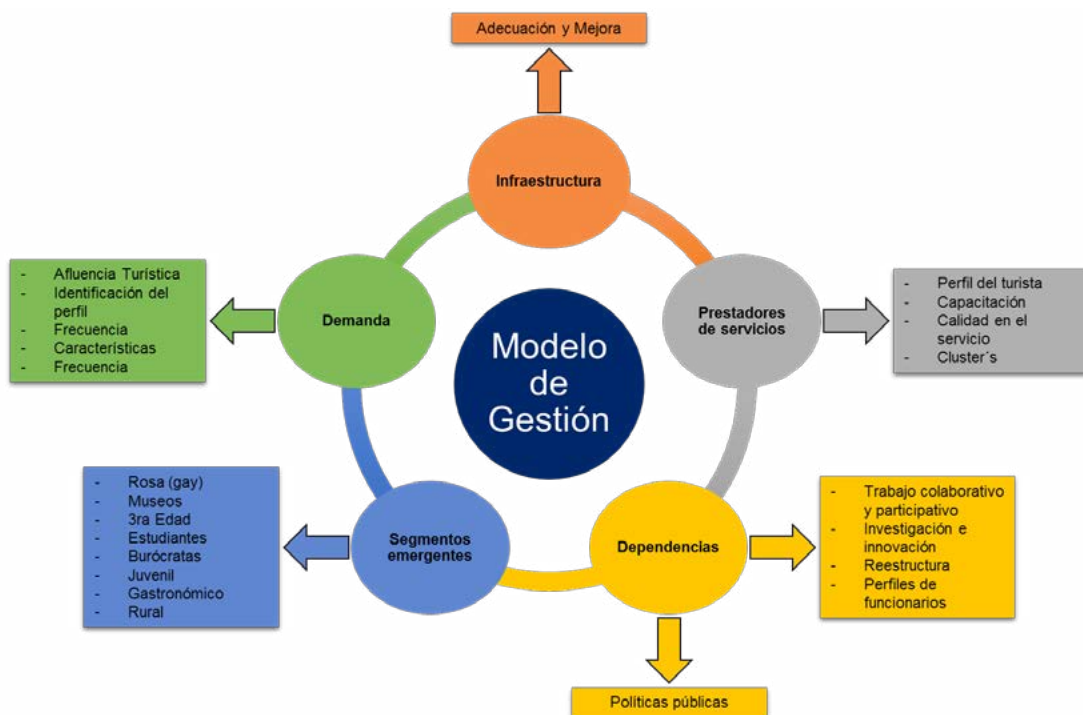 Adecuación y Mejora
Infraestructura
- Afluencia Turística
- Identificación del
perfil
- Frecuencia
- Características
- Frecuencia
Demanda
Modelo
de
Gestión
Prestadores
de servicios
- Perfil del turista
- Capacitación
- Calidad en el
servicio
- Cluster´s
- Rosa (gay)
- Museos
- 3ra Edad
- Estudiantes
- Burócratas
- Juvenil
- Gastronómico
- Rural
Segmentos
emergentes
Dependencias
- Trabajo colaborativo
y participativo
- Investigación e
innovación
- Reestructura
- Perfiles de
funcionarios
Políticas públicas